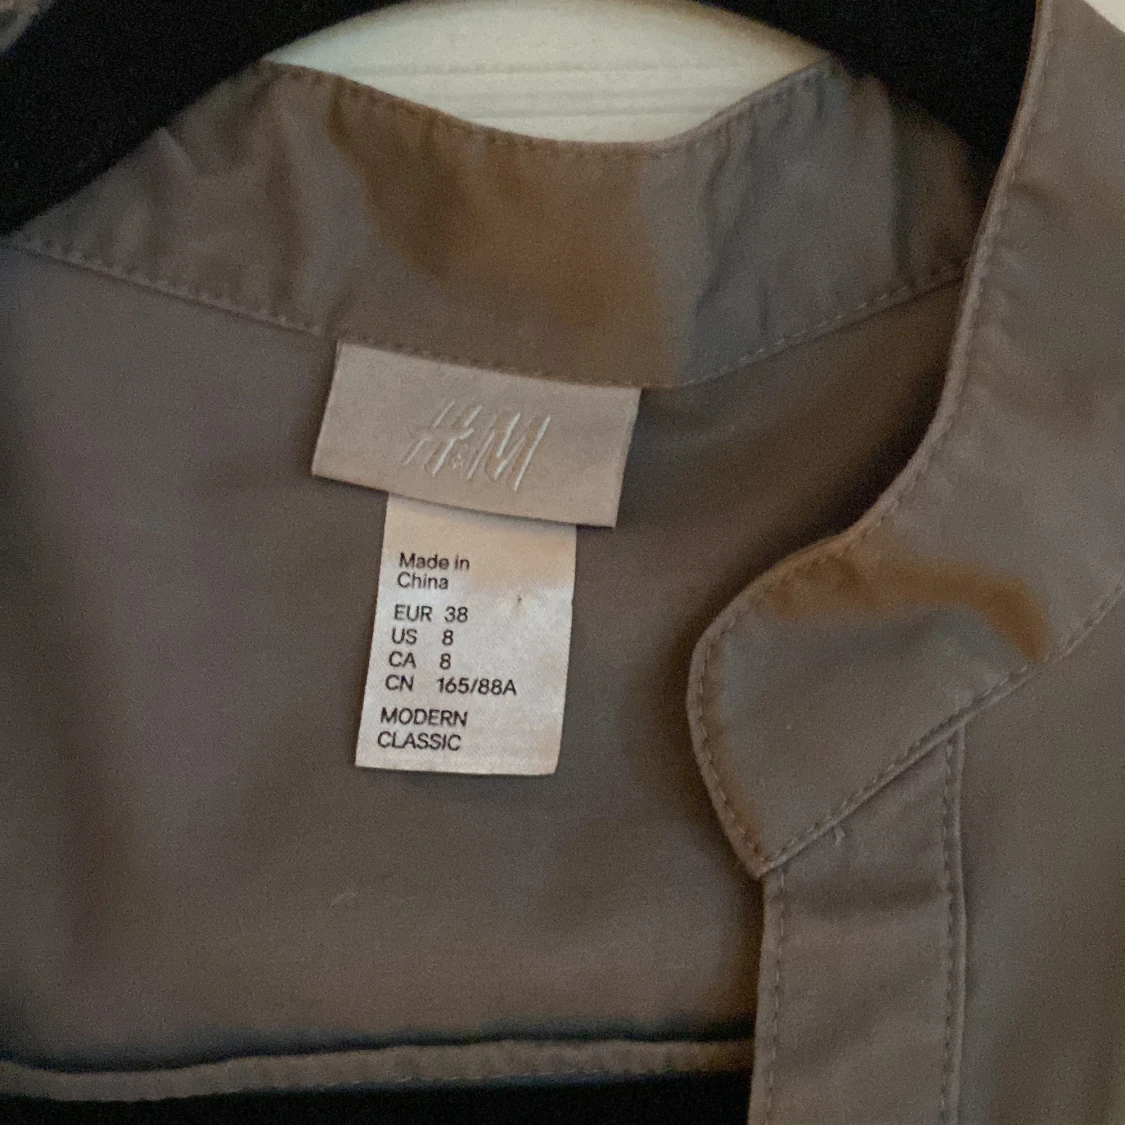 H&M
Made in
China
EUR 38
US 8
CA 8
CN 165/88A
MODERN
CLASSIC